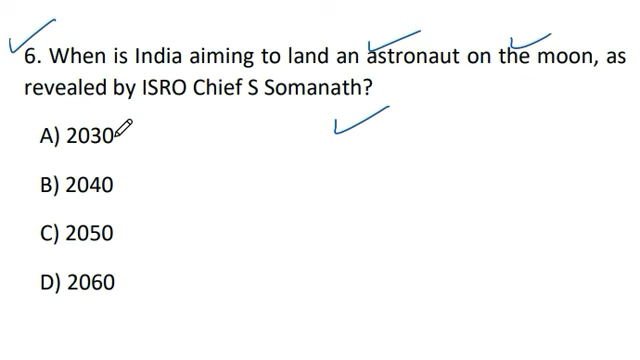 6. When is India aiming to land an astronaut on the moon, as
revealed by ISRO Chief S Somanath?
A) 2030
B) 2040
C) 2050
D) 2060